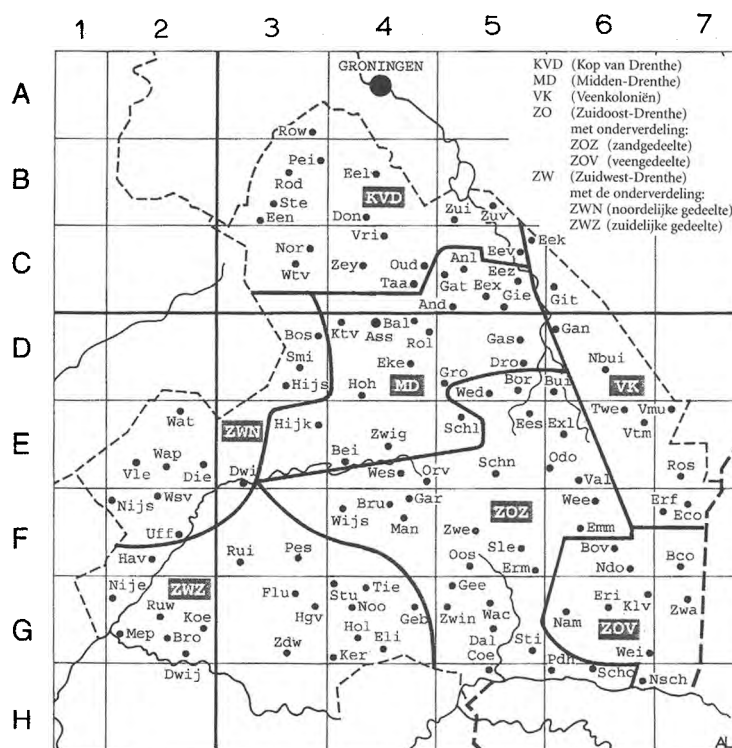 1 2 3 4 5 6 7
GRONINGEN
KVD (Kop van Drenthe)
MD (Midden-Drenthe)
VK (Veenkoloniën)
ZO (Zuidoost-Drenthe)
met onderverdeling:
ZOZ (zandgedeelte)
ZOV (veengedeelte)
ZW (Zuidwest-Drenthe)
met de onderverdeling:
ZWN (noordelijke gedeelte)
ZWZ (zuidelijke gedeelte)
A
Row
B
Pei
Rod
Eel
Ste
KVD
Een
Don
Zui
Zuv
Vri
Eek
C
Nor
Wtv
Zey
Oud
Anl
Eev
Taa
Gat
Eez
Eex
Gie
Git
And
D
Bos
Ktv
Ass
Bal
Rol
Gas
Gan
Smi
Eke
Dro
Nbui
Hijs
Hoh
MD
Gro
Wed
Bor
Bui
VK
E
Wat
ZWN
Hijk
Schl
Ees
Exl
Twe
Vmu
Vtm
Zwig
Wap
Vle
Die
Bei
Dwi
Wes
Orv
Schn
Odo
Val
Ros
F
Nijs
Wsv
Wijs
Bru
Gar
Man
ZOZ
Wee
Erf
Eco
Uff
Zwe
Emm
Hav
Rui
Pes
Oos
Sle
Erm
Bov
Ndo
Bco
G
Nije
ZWZ
Flu
Stu
Tie
Gee
Ruw
Koe
Hgv
Noo
Geb
Zwin
Wac
Nam
Eri
Klv
Zwa
Mep
Bro
Hol
Dal
ZOV
Dwij
Zdw
Ker
Eli
Coe
Sti
Wei
Pdh
Scho
Nsch
H
AL